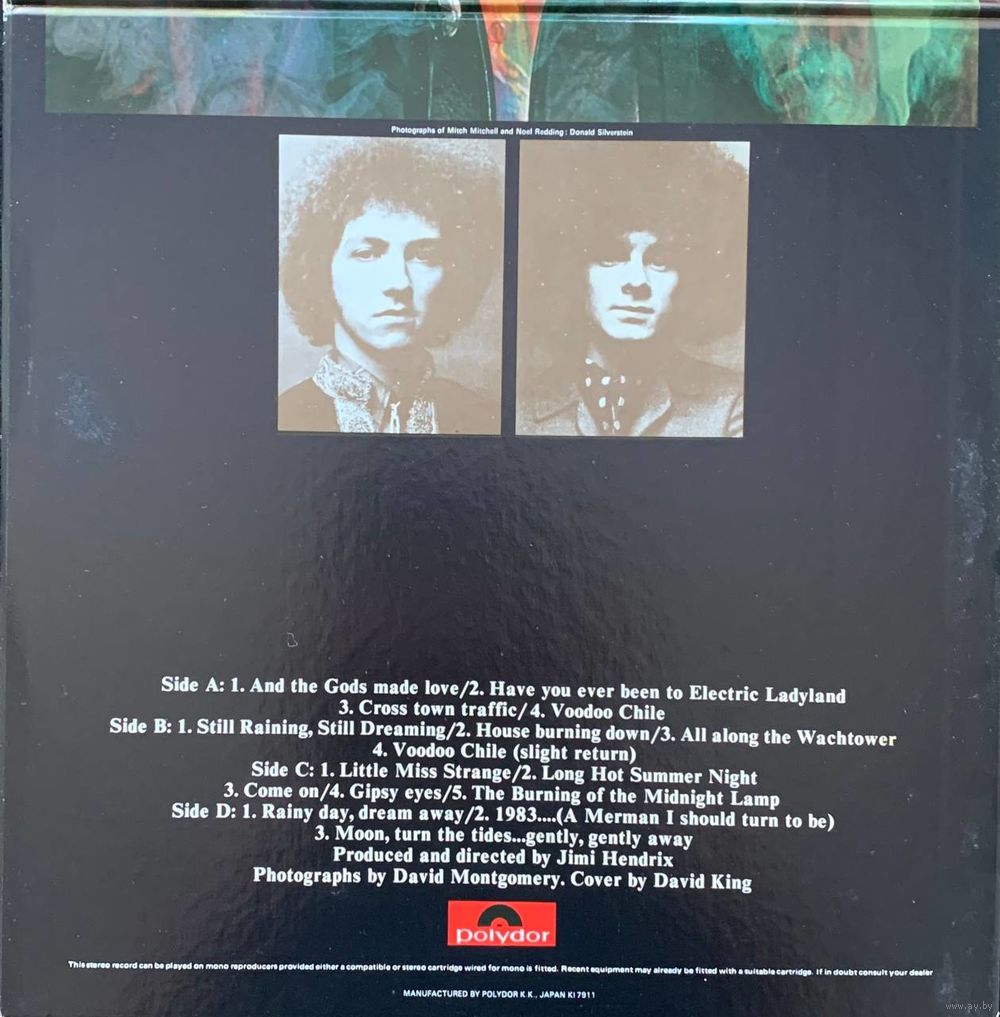 Photographs of Mitch Mitchell and Noel Redding: Donald Silverstein
Side A: 1. And the Gods made love/2. Have you ever been to Electric Ladyland
3. Cross town traffic/4. Voodoo Chile
Side B: 1. Still Raining, Still Dreaming/2. House burning down/3. All along the Wachtower
4. Voodoo Chile (slight return)
Side C: 1. Little Miss Strange/2. Long Hot Summer Night
3. Come on/4. Gipsy eyes/5. The Burning of the Midnight Lamp
Side D: 1. Rainy day, dream away/2. 1983....(A Merman I should turn to be)
3. Moon, turn the tides...gently, gently away
Produced and directed by Jimi Hendrix
Photographs by David Montgomery. Cover by David King
polydor
This stereo record can be played on mono reproducers provided either a compatible or stereo cartridge wired for mono is fitted. Recent equipment may already be fitted with a suitable cartridge. If in doubt consult your dealer
MANUFACTURED BY POLYDOR K.K., JAPAN KI 7911
www.ay.by